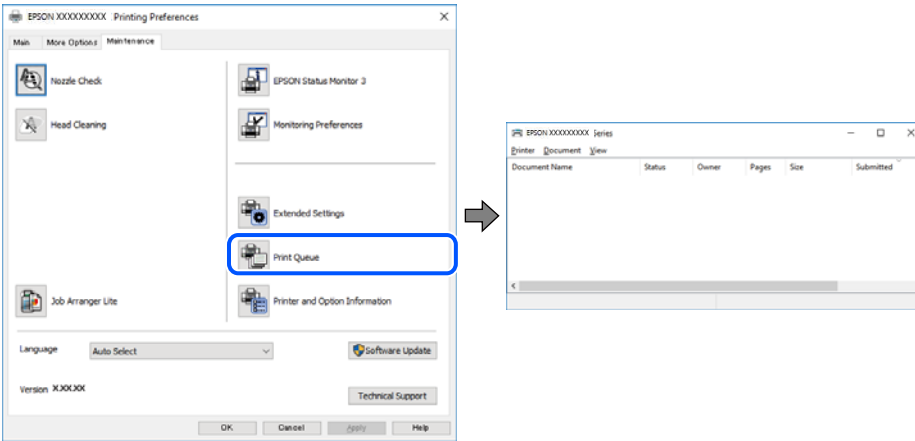 EPSON XXXXXXXXX Printing Preferences
Main More Options Maintenance
Nozzle Check
EPSON Status Monitor 3
Head Cleaning
Monitoring Preferences
Extended Settings
Print Queue
Job Arranger Lite
Printer and Option Information
Language Auto Select Software Update
Version X.XX.XX
Technical Support
OK Cancel Apply Help
EPSON XXXXXXXXX Series
Printer Document View
Document Name Status Owner Pages Size Submitted